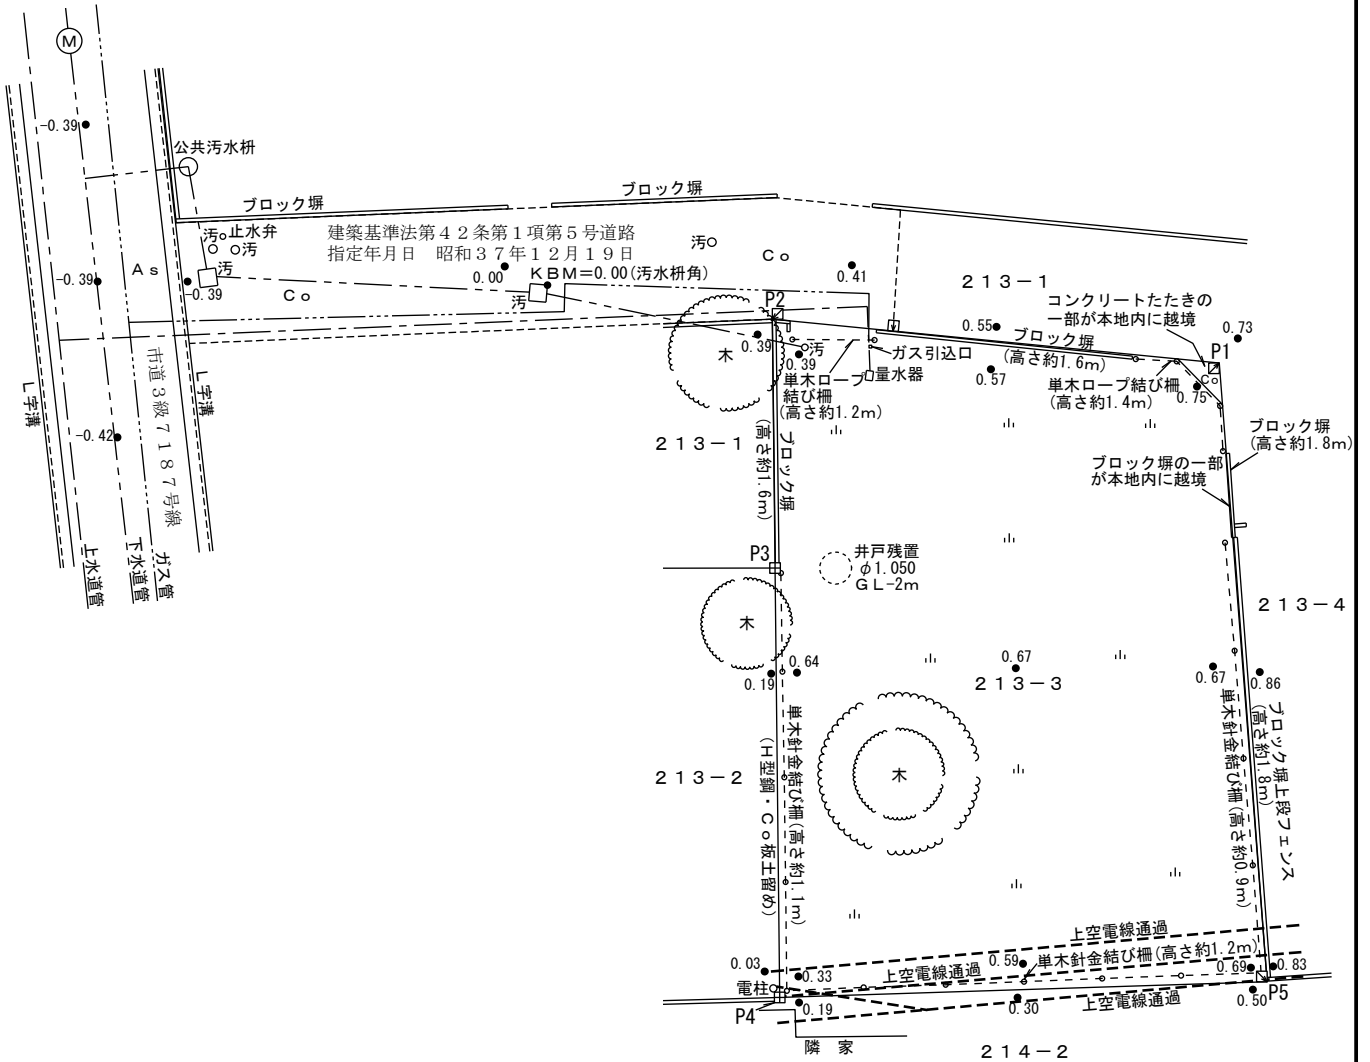 M
-0.39
公共汚水枡
ブロック塀
ブロック塀
汚
止水弁
汚
建築基準法第４２条第１項第５号道路
指定年月日　昭和３７年１２月１９日
汚
Ｃｏ
Ａｓ
汚
-0.39
-0.39
Ｃｏ
0.00
ＫＢＭ＝0.00(汚水枡角)
汚
0.41
２１３－１
コンクリートたたきの
一部が本地内に越境
P2
0.55
ブロック塀
(高さ約1.6m)
0.73
P1
木
0.39
汚
0.39
ガス引込口
量水器
単木ロープ
結び柵
(高さ約1.2m)
0.57
単木ロープ結び柵
(高さ約1.4m)
Ｃｏ
0.75
Ｌ字溝
市道３級７１８７号線
Ｌ字溝
-0.42
２１３－１
ブロック塀
(高さ約1.6m)
ブロック塀
(高さ約1.8m)
ブロック塀の一部
が本地内に越境
上水道管
下水道管
ガス管
P3
井戸残置
φ1.050
ＧＬ-2m
２１３－４
木
0.19
0.64
0.67
２１３－３
0.67
0.86
２１３－２
(Ｈ型鋼・Ｃｏ板土留め)
単木針金結び柵(高さ約1.1m)
木
単木針金結び柵(高さ約0.9m)
ブロック塀上段フェンス
(高さ約1.8m)
上空電線通過
0.03
0.33
上空電線通過
0.59
単木針金結び柵(高さ約1.2m)
0.69
0.83
電柱
P4
0.19
0.30
上空電線通過
0.50
P5
隣　家
２１４－２